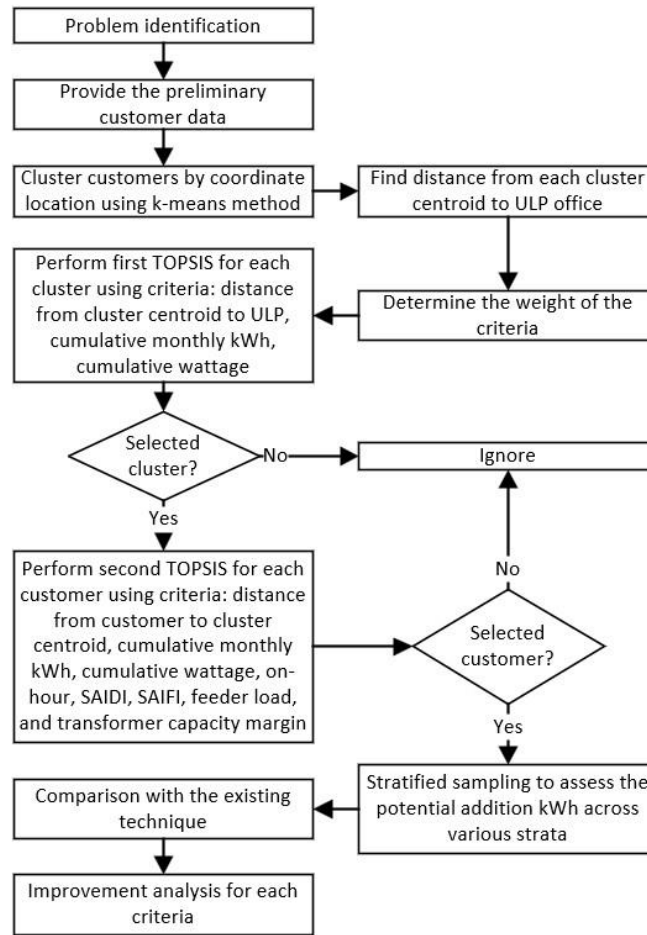 Problem identification
Provide the preliminary
customer data
Cluster customers by coordinate
location using k-means method
Find distance from each cluster
centroid to ULP office
Perform first TOPSIS for each
cluster using criteria: distance
from cluster centroid to ULP,
cumulative monthly kWh,
cumulative wattage
Determine the weight of the
criteria
Selected
cluster?
No
Ignore
Yes
Perform second TOPSIS for each
customer using criteria: distance
from customer to cluster
centroid, cumulative monthly
kWh, cumulative wattage, on-
hour, SAIDI, SAIFI, feeder load,
and transformer capacity margin
No
Selected
customer?
Yes
Stratified sampling to assess the
potential addition kWh across
various strata
Comparison with the existing
technique
Improvement analysis for each
criteria